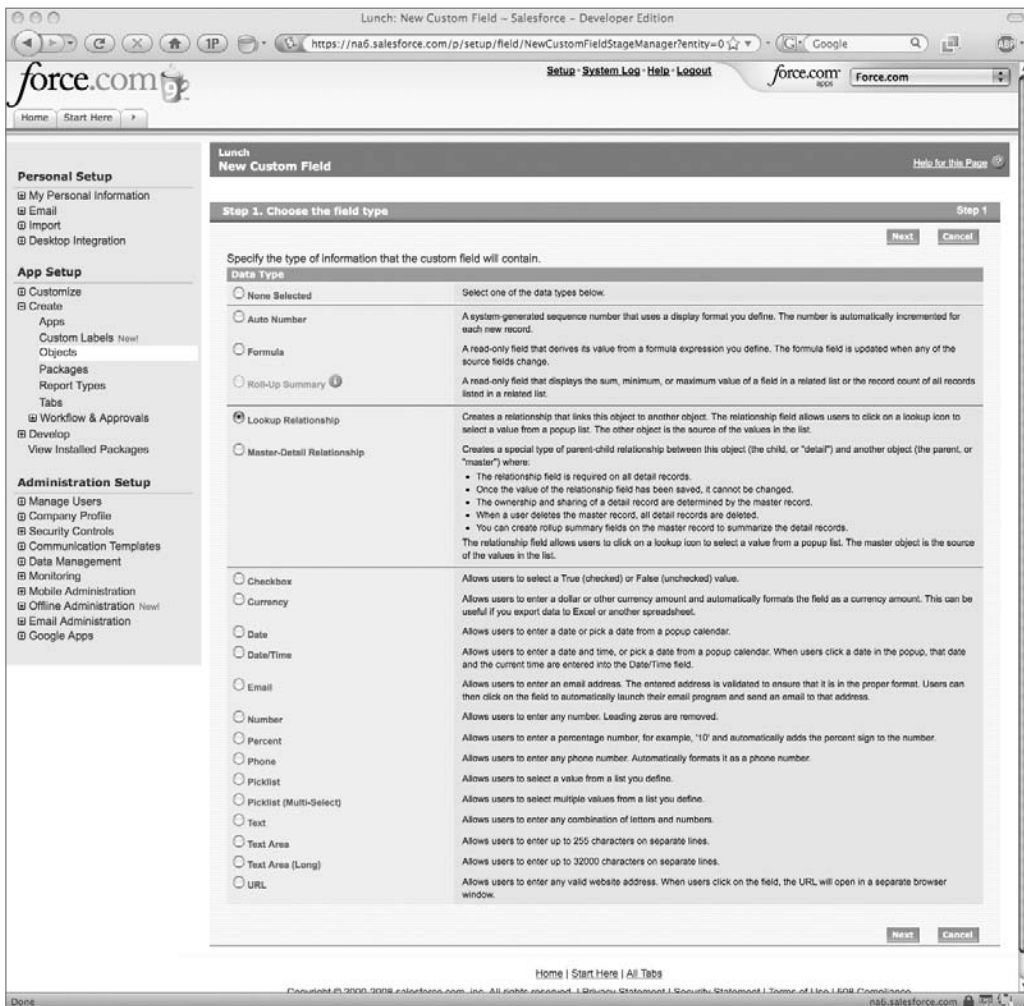 Lunch: New Custom Field – Salesforce – Developer Edition
1P
https://na6.salesforce.com/p/setup/field/NewCustomFieldStageManager?entity=0
G
Google
ABP
force.com
Setup · System Log · Help · Logout
force.com apps
Force.com
Home
Start Here
Lunch
New Custom Field
Help for this Page
Personal Setup
My Personal Information
Email
Import
Desktop Integration
App Setup
Customize
Create
Apps
Custom Labels New!
Objects
Packages
Report Types
Tabs
Workflow & Approvals
Develop
View Installed Packages
Administration Setup
Manage Users
Company Profile
Security Controls
Communication Templates
Data Management
Monitoring
Mobile Administration
Offline Administration New!
Email Administration
Google Apps
Step 1. Choose the field type
Step 1
Next
Cancel
Specify the type of information that the custom field will contain.
Data Type
None Selected
Select one of the data types below.
Auto Number
A system-generated sequence number that uses a display format you define. The number is automatically incremented for
each new record.
Formula
A read-only field that derives its value from a formula expression you define. The formula field is updated when any of the
source fields change.
Roll-Up Summary
A read-only field that displays the sum, minimum, or maximum value of a field in a related list or the record count of all records
listed in a related list.
Lookup Relationship
Creates a relationship that links this object to another object. The relationship field allows users to click on a lookup icon to
select a value from a popup list. The other object is the source of the values in the list.
Master-Detail Relationship
Creates a special type of parent-child relationship between this object (the child, or "detail") and another object (the parent, or
"master") where:
• The relationship field is required on all detail records.
• Once the value of the relationship field has been saved, it cannot be changed.
• The ownership and sharing of a detail record are determined by the master record.
• When a user deletes the master record, all detail records are deleted.
• You can create rollup summary fields on the master record to summarize the detail records.
The relationship field allows users to click on a lookup icon to select a value from a popup list. The master object is the source
of the values in the list.
Checkbox
Allows users to select a True (checked) or False (unchecked) value.
Currency
Allows users to enter a dollar or other currency amount and automatically formats the field as a currency amount. This can be
useful if you export data to Excel or another spreadsheet.
Date
Allows users to enter a date or pick a date from a popup calendar.
Date/Time
Allows users to enter a date and time, or pick a date from a popup calendar. When users click a date in the popup, that date
and the current time are entered into the Date/Time field.
Email
Allows users to enter an email address. The entered address is validated to ensure that it is in the proper format. Users can
then click on the field to automatically launch their email program and send an email to that address.
Number
Allows users to enter any number. Leading zeros are removed.
Percent
Allows users to enter a percentage number, for example, '10' and automatically adds the percent sign to the number.
Phone
Allows users to enter any phone number. Automatically formats it as a phone number.
Picklist
Allows users to select a value from a list you define.
Picklist (Multi-Select)
Allows users to select multiple values from a list you define.
Text
Allows users to enter any combination of letters and numbers.
Text Area
Allows users to enter up to 255 characters on separate lines.
Text Area (Long)
Allows users to enter up to 32000 characters on separate lines.
URL
Allows users to enter any valid website address. When users click on the field, the URL will open in a separate browser
window.
Next
Cancel
Home | Start Here | All Tabs
Copyright © 2000-2008 salesforce.com, inc. All rights reserved. | Privacy Statement | Security Statement | Terms of Use | 508 Compliance
Done
na6.salesforce.com